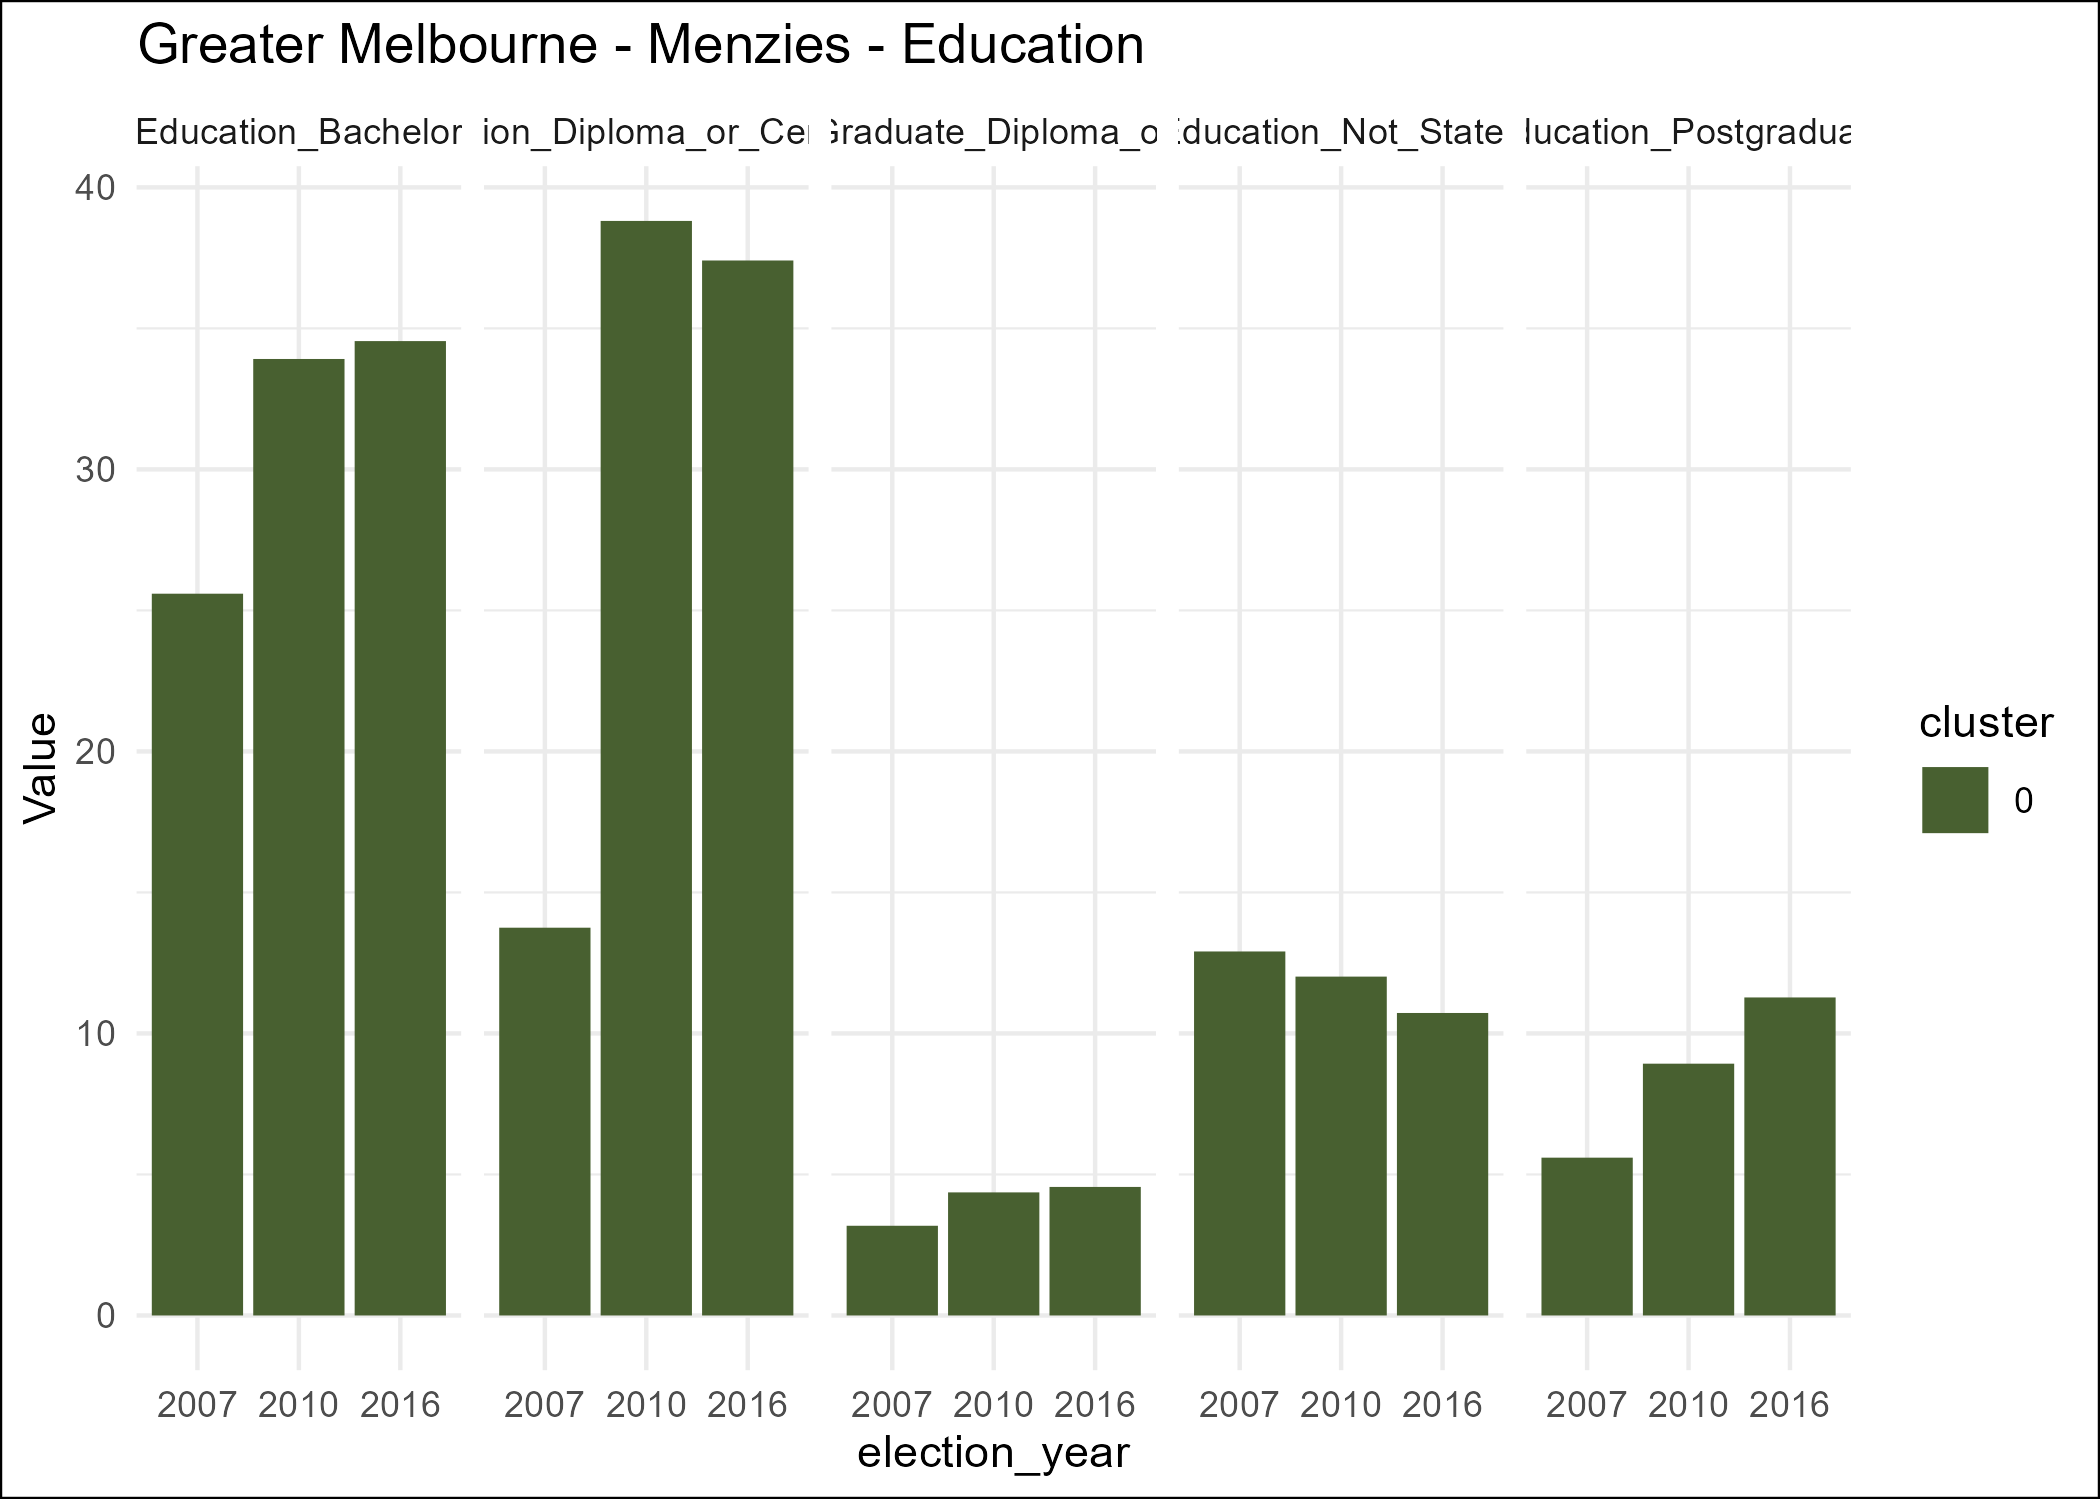 Greater Melbourne - Menzies - Education
Education_Bachelor ion_Diploma_or_Cer Graduate_Diploma_o Education_Not_State ducation_Postgradua
40
30
20
10
0
Value
2007 2010 2016 2007 2010 2016 2007 2010 2016 2007 2010 2016 2007 2010 2016
election_year
cluster
0